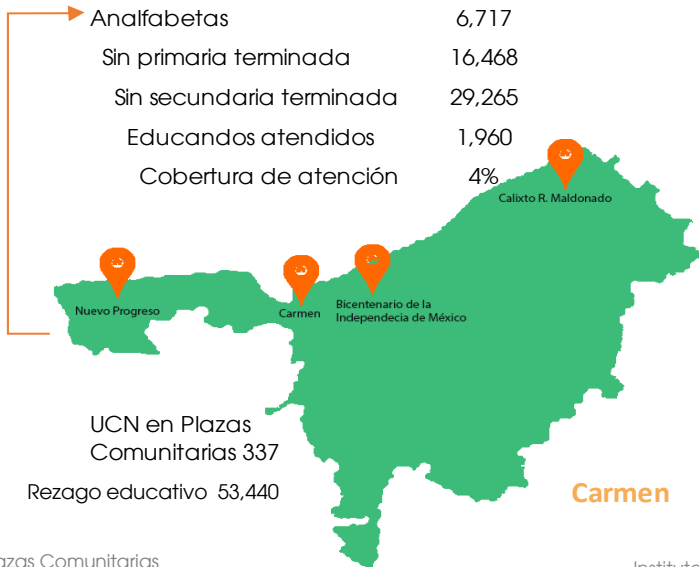 Analfabetas 6,717
Sin primaria terminada 16,468
Sin secundaria terminada 29,265
Educandos atendidos 1,960
Cobertura de atención 4%
Calixto R. Maldonado
Nuevo Progreso
Carmen
Bicentenario de la
Independecia de México
UCN en Plazas
Comunitarias 337
Rezago educativo 53,440
Carmen
Comunitarias